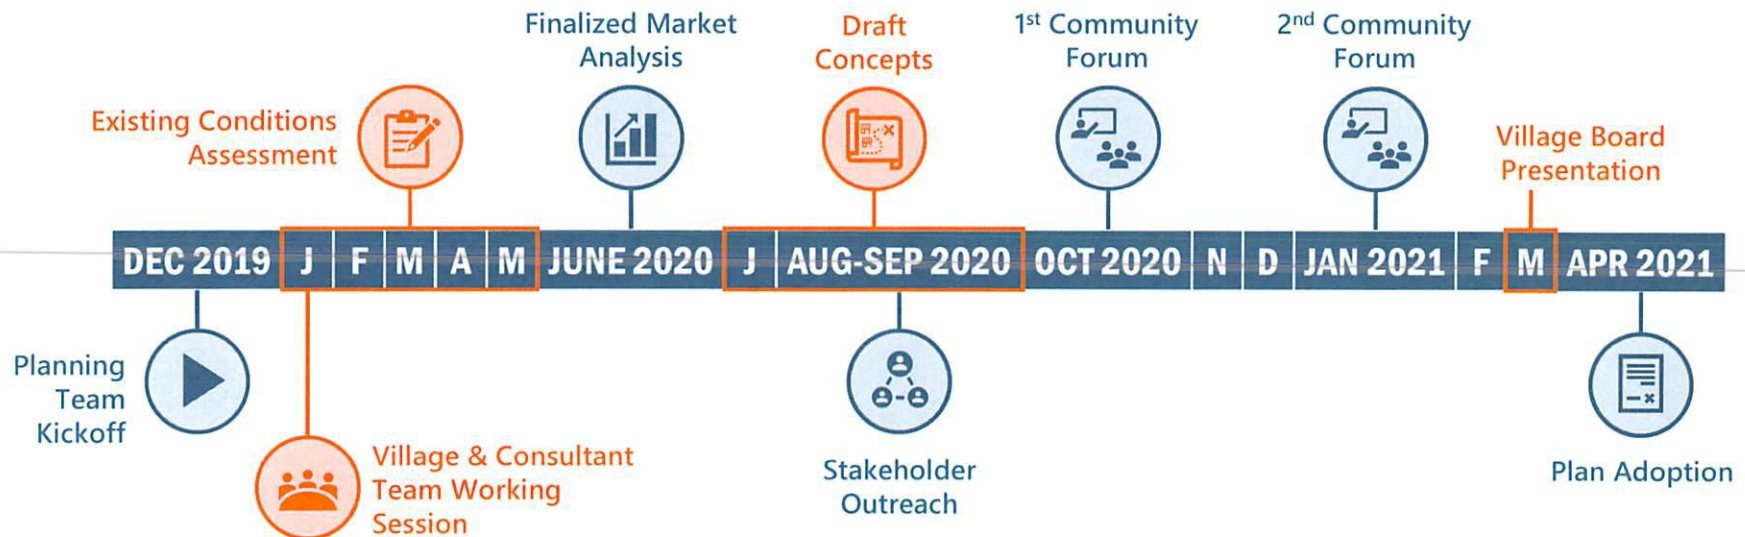 Finalized Market
Analysis
Draft
Concepts
1st Community
Forum
2nd Community
Forum
Existing Conditions
Assessment
Village Board
Presentation
DEC 2019 J F M A M JUNE 2020 J AUG-SEP 2020 OCT 2020 N D JAN 2021 F M APR 2021
Planning
Team
Kickoff
Village & Consultant
Team Working
Session
Stakeholder
Outreach
Plan Adoption